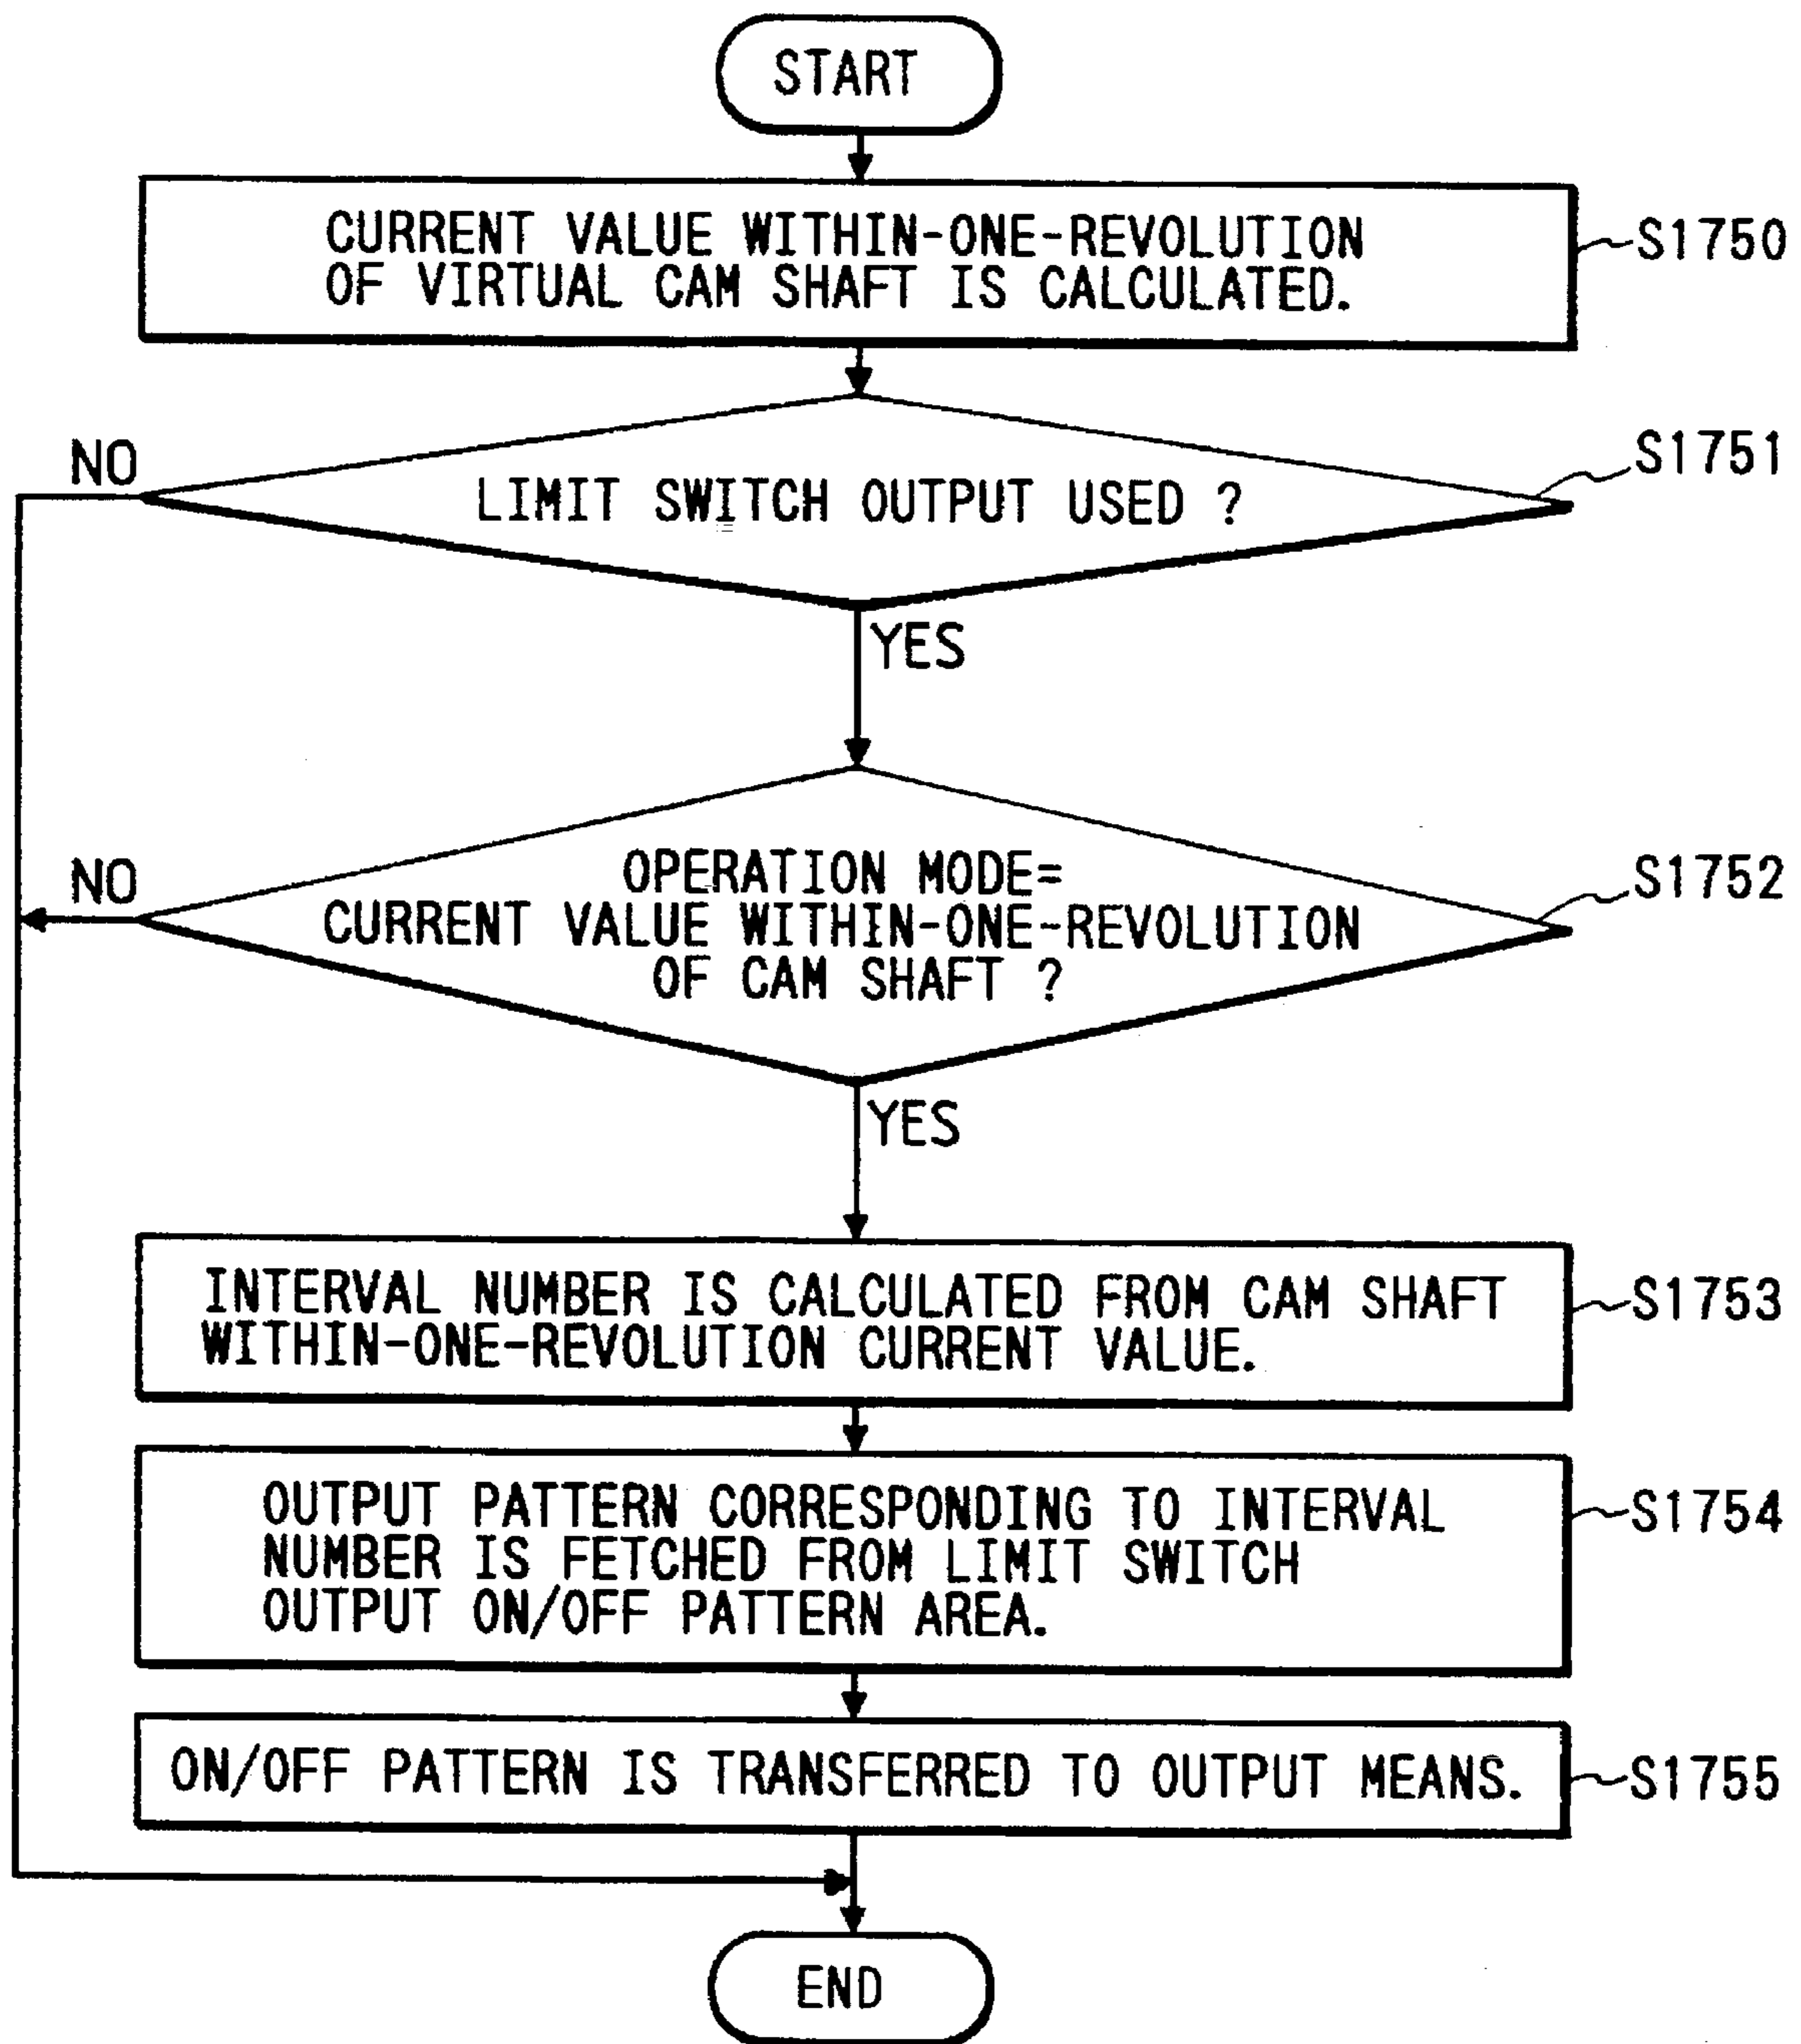 START
CURRENT VALUE WITHIN-ONE-REVOLUTION
OF VIRTUAL CAM SHAFT IS CALCULATED.
S1750
NO
LIMIT SWITCH OUTPUT USED ?
S1751
YES
NO
OPERATION MODE=
CURRENT VALUE WITHIN-ONE-REVOLUTION
OF CAM SHAFT ?
S1752
YES
INTERVAL NUMBER IS CALCULATED FROM CAM SHAFT
WITHIN-ONE-REVOLUTION CURRENT VALUE.
S1753
OUTPUT PATTERN CORRESPONDING TO INTERVAL
NUMBER IS FETCHED FROM LIMIT SWITCH
OUTPUT ON/OFF PATTERN AREA.
S1754
ON/OFF PATTERN IS TRANSFERRED TO OUTPUT MEANS.
S1755
END